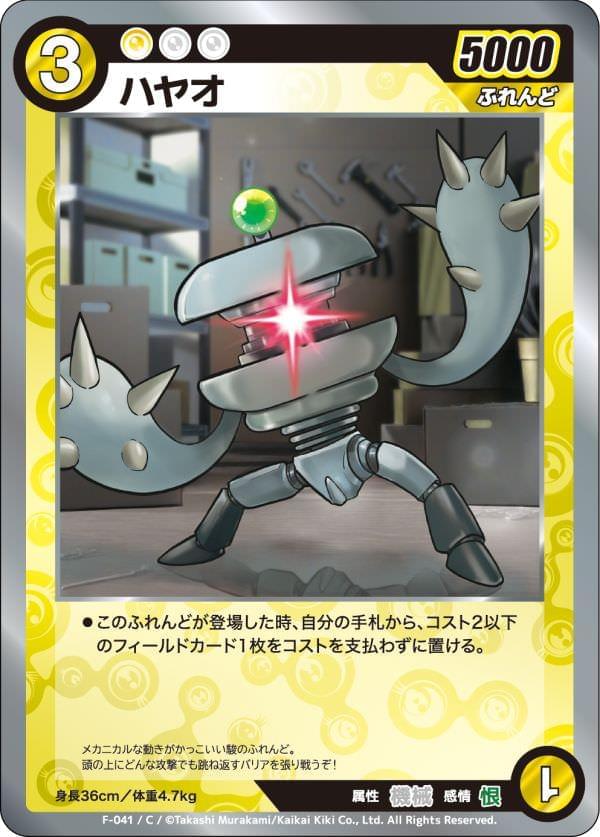 3
5000
ふれんど
ハヤオ
●このふれんどが登場した時、自分の手札から、コスト2以下
のフィールドカード1枚をコストを支払わずに置ける。
メカニカルな動きがかっこいい駿のふれんど。
頭の上にどんな攻撃でも跳ね返すバリアを張り戦うぞ!
身長36cm/体重4.7kg
属性 機械 感情 恨
F-041 / C / ©Takashi Murakami/Kaikai Kiki Co., Ltd. All Rights Reserved.